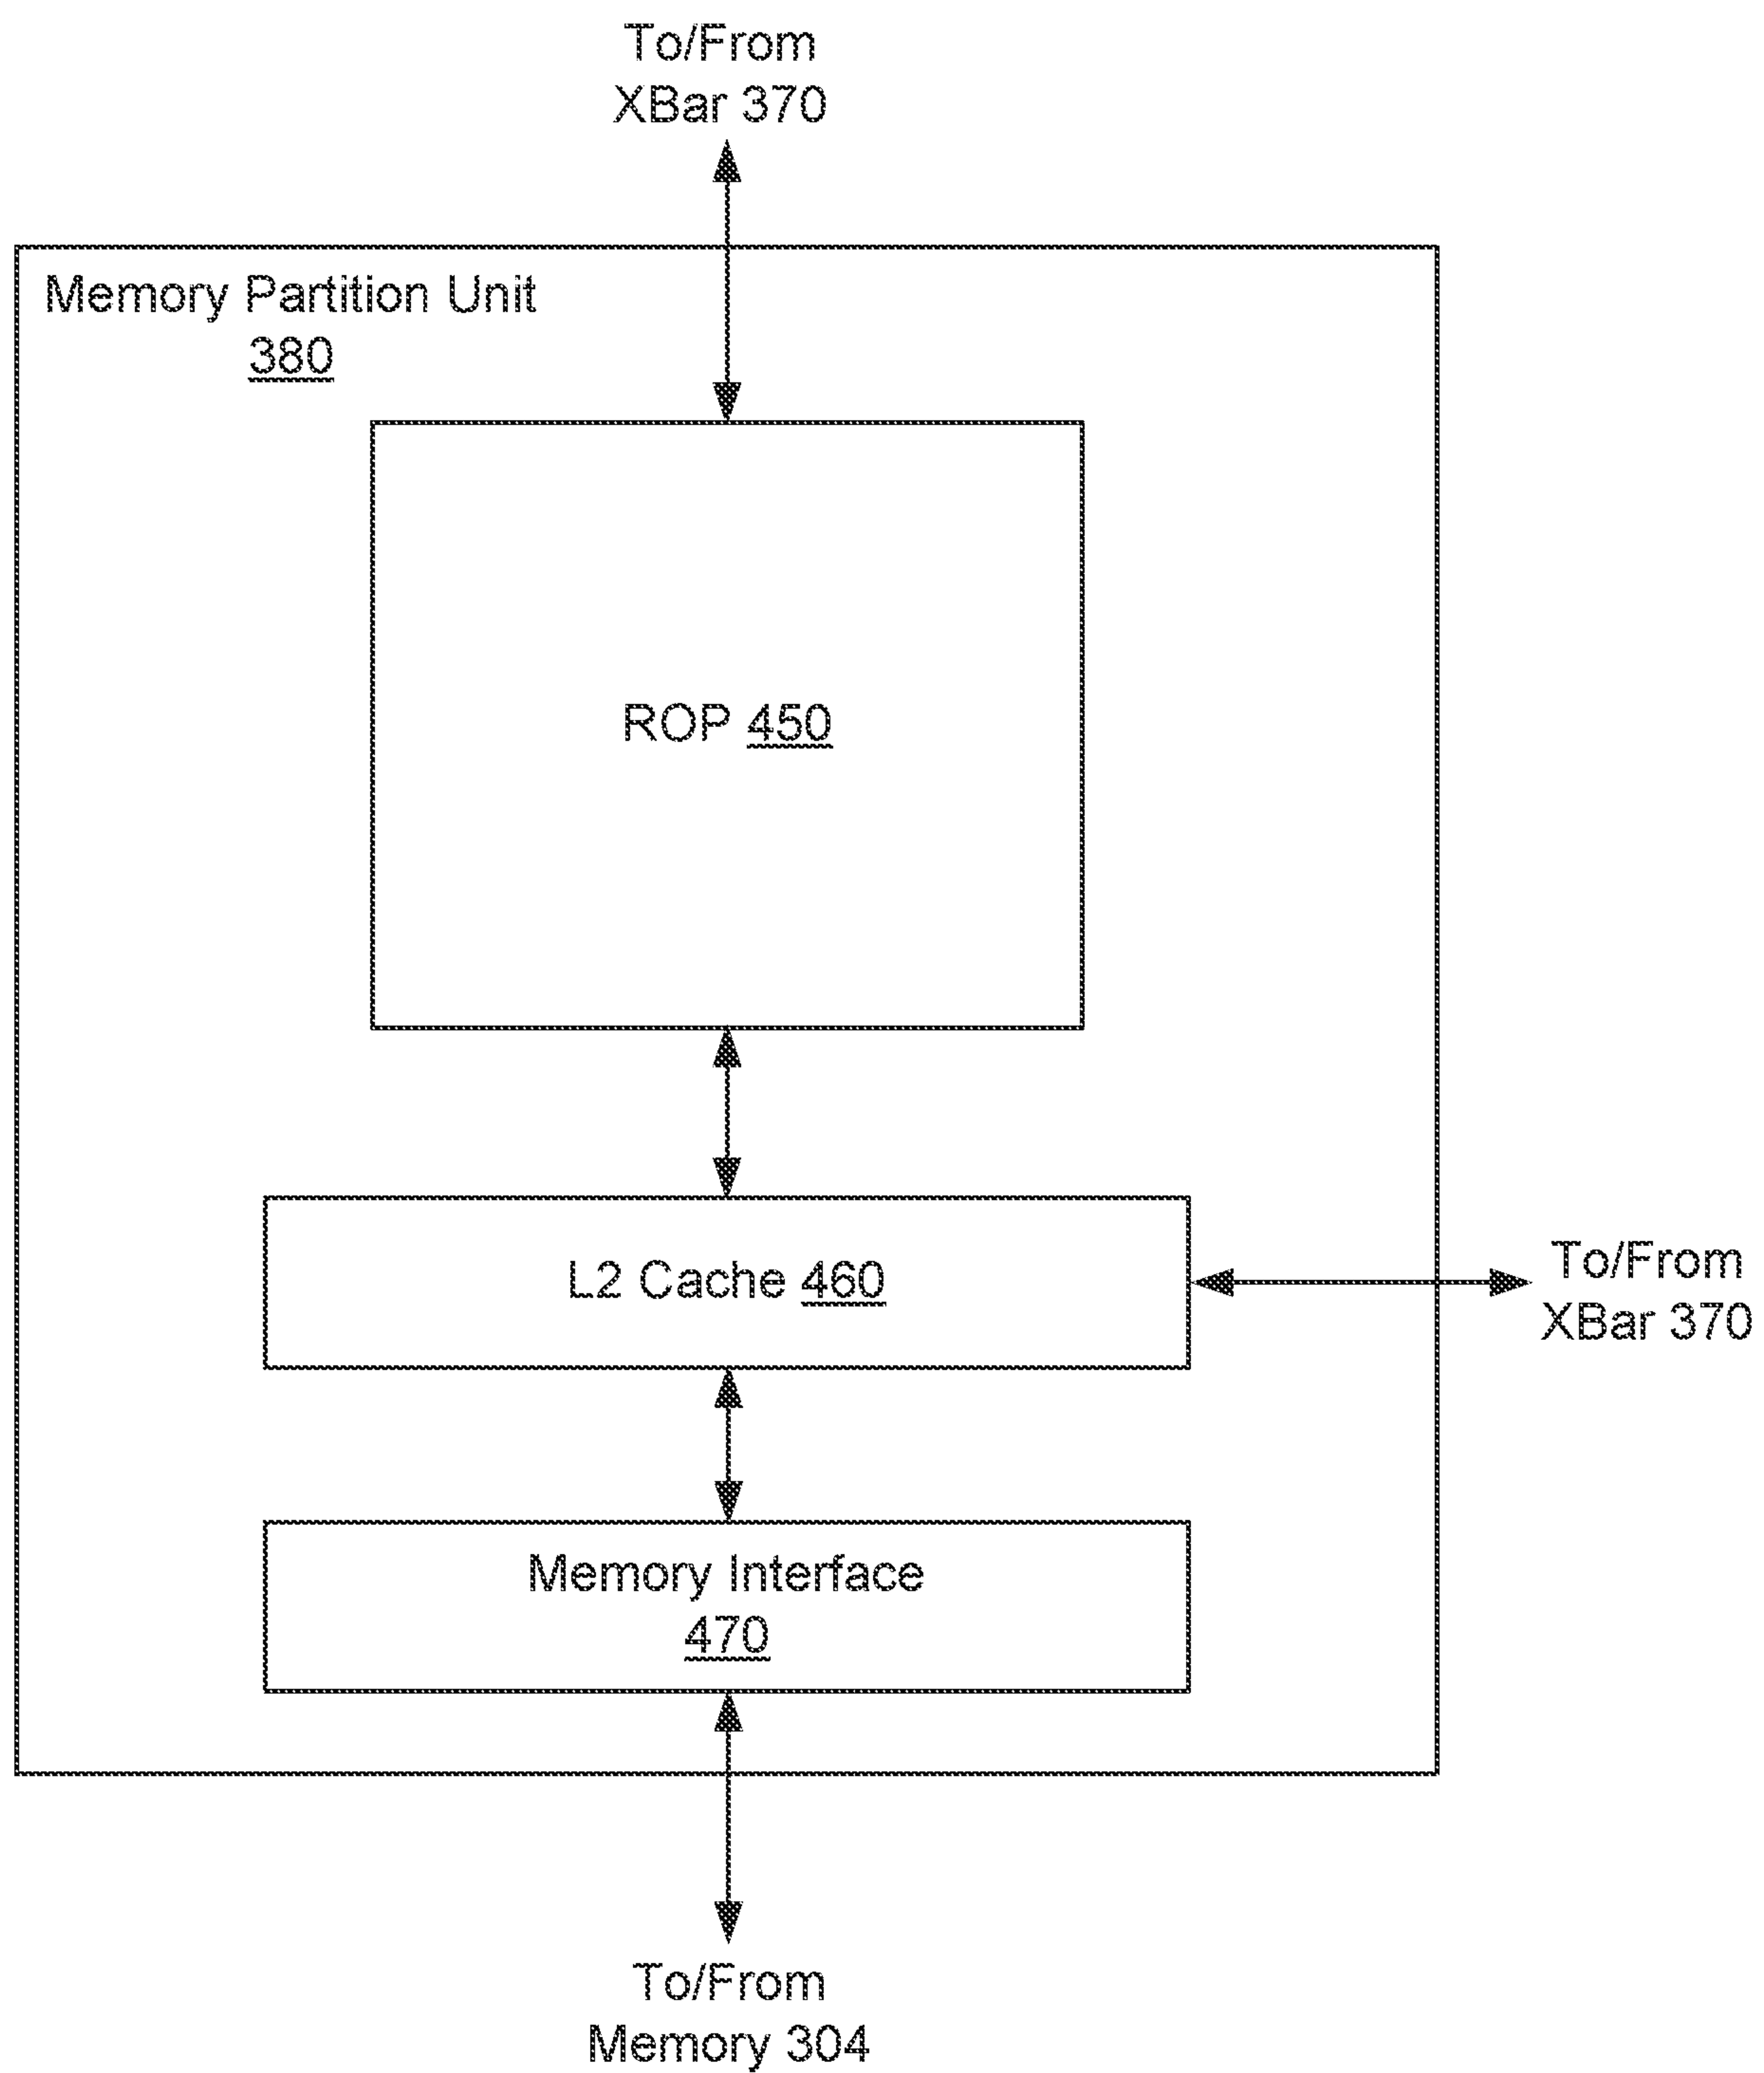 To/From
XBar 370
Memory Partition Unit
380
ROP 450
L2 Cache 460
To/From
XBar 370
Memory Interface
470
To/From
Memory 304